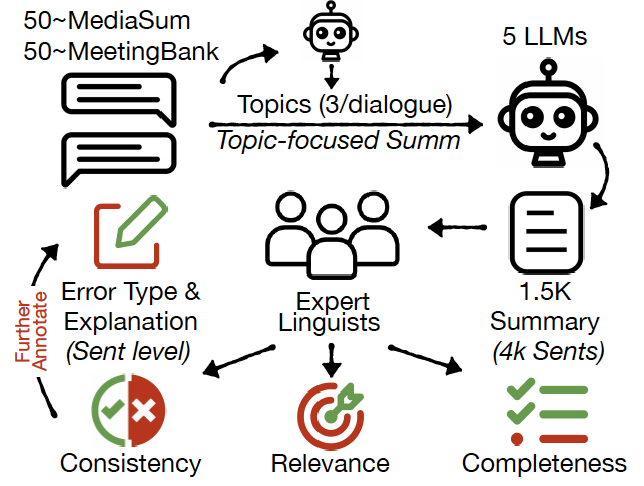 50~MediaSum
50~MeetingBank
5 LLMs
Topics (3/dialogue)
Topic-focused Summ
Error Type &
Explanation
(Sent level)
Expert
Linguists
1.5K
Summary
(4k Sents)
Further
Annotate
Consistency
Relevance
Completeness